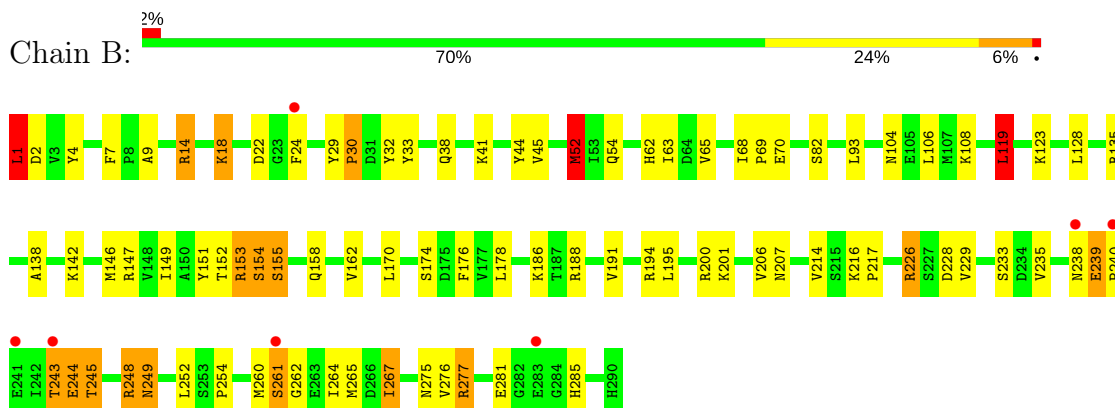 2%
Chain B:
70% 24% 6% •
L1 D2 V3 Y4 F7 P8 A9 R14 K18 D22 G23 F24 Y29 P30 D31 Y32 Y33 Q38 K41 Y44 V45 M52 I53 Q54 H62 I63 D64 V65 I68 P69 E70 S82 L93 N104 E105 L106 M107 K108 L119 K123 L128
A138 K142 M146 R147 V148 I149 A150 Y151 T152 R153 S154 S155 Q158 V162 L170 S174 D175 F176 V177 L178 K186 T187 R188 V191 R194 L195 R200 K201 V206 N207 V214 S215 K216 P217 R226 S227 D228 V229 S233 D234 V235 N238 E239
E241 I242 T243 E244 T245 R248 N249 L252 S253 P254 M260 S261 G262 E263 I264 M265 D266 I267 N275 V276 R277 E281 G282 E283 G284 H285 H290